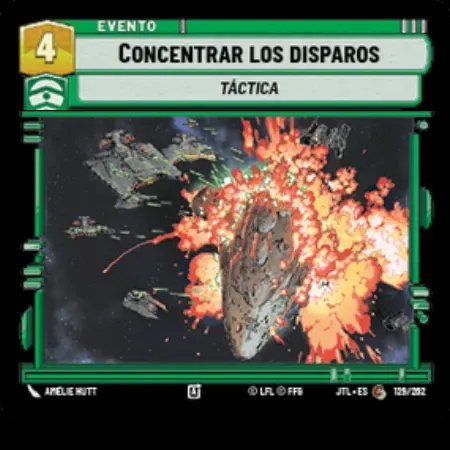 EVENTO
4
CONCENTRAR LOS DISPAROS
TÁCTICA
AMÉLIE HUTT
A
© LFL © FFG
JTL • ES
129/262